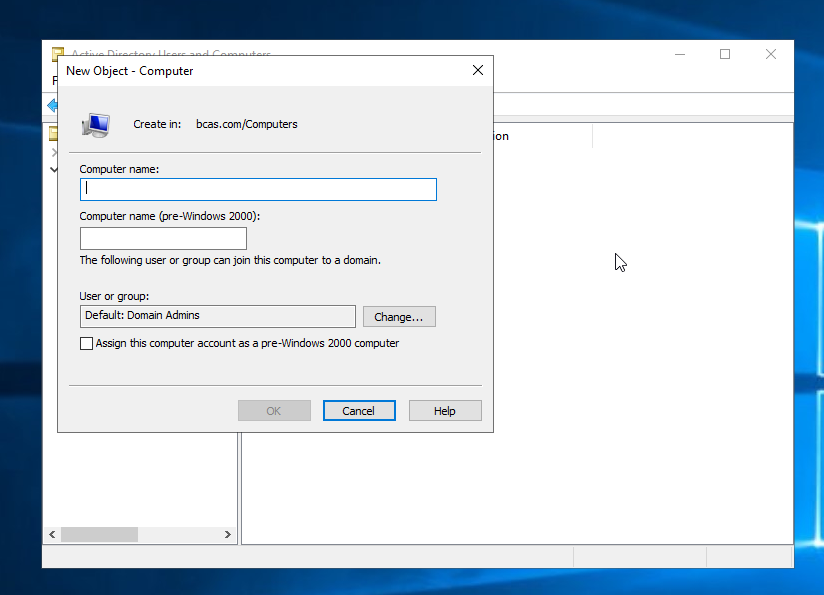 Active Directory Users and Computers
New Object - Computer
Create in: bcas.com/Computers
Computer name:
Computer name (pre-Windows 2000):
The following user or group can join this computer to a domain.
User or group:
Default: Domain Admins
Change...
Assign this computer account as a pre-Windows 2000 computer
OK
Cancel
Help